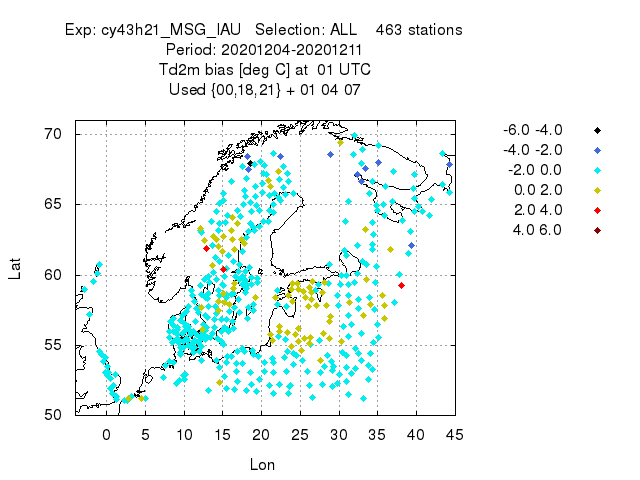 Exp: cy43h21_MSG_IAU   Selection: ALL    463 stations
Period: 20201204-20201211
Td2m bias [deg C] at  01 UTC
Used {00,18,21} + 01 04 07
70
65
60
55
50
Lat
0 5 10 15 20 25 30 35 40 45
Lon
-6.0 -4.0
-4.0 -2.0
-2.0 0.0
0.0 2.0
2.0 4.0
4.0 6.0